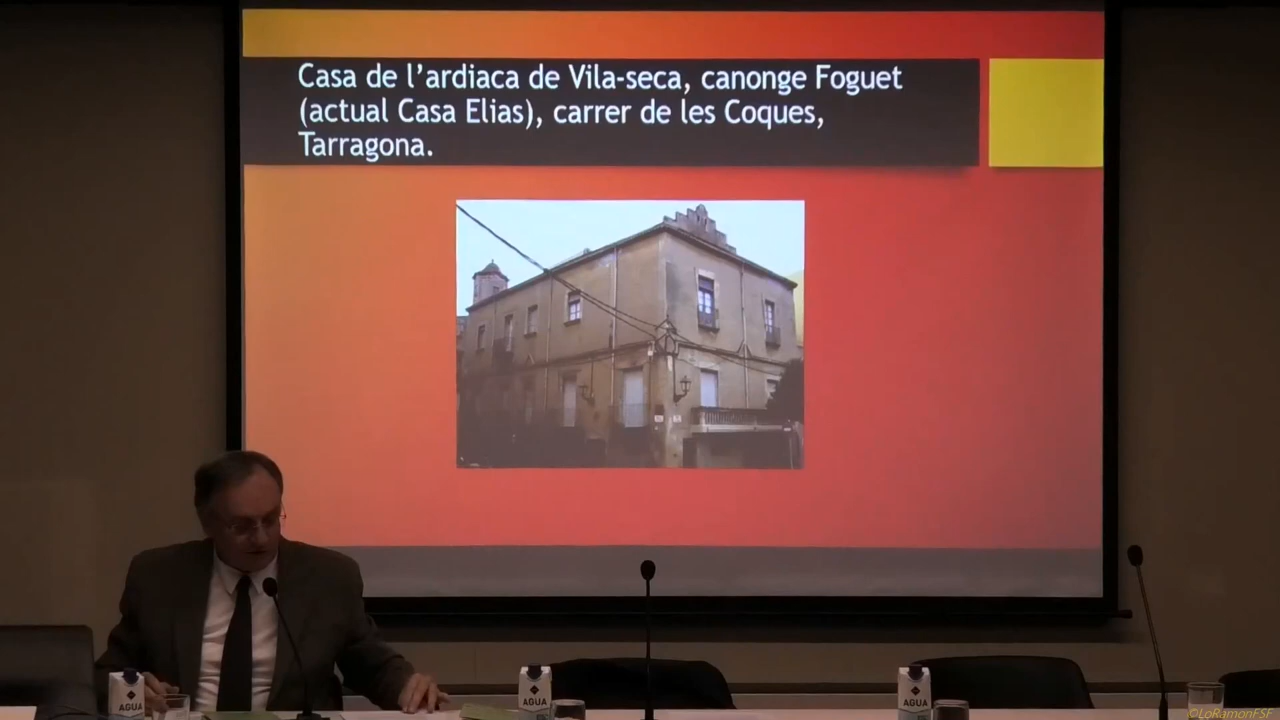 Casa de l’ardiaca de Vila-seca, canonge Foguet
(actual Casa Elias), carrer de les Coques,
Tarragona.
AGUA
AGUA
AGUA
©LoRamonFSF